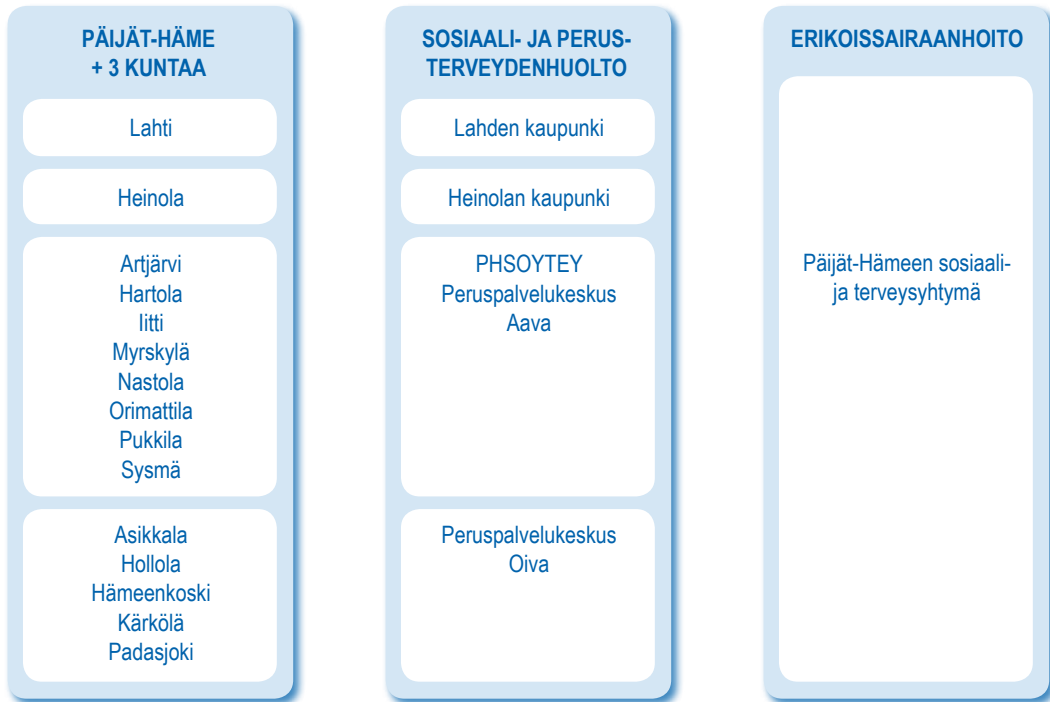 PÄIJÄT-HÄME
+ 3 KUNTAA
Lahti
Heinola
Artjärvi
Hartola
Iitti
Myrskylä
Nastola
Orimattila
Pukkila
Sysmä
Asikkala
Hollola
Hämeenkoski
Kärkölä
Padasjoki
SOSIAALI- JA PERUS-
TERVEYDENHUOLTO
Lahden kaupunki
Heinolan kaupunki
PHSOYTEY
Peruspalvelukeskus
Aava
Peruspalvelukeskus
Oiva
ERIKOISSAIRAANHOITO
Päijät-Hämeen sosiaali-
ja terveysyhtymä